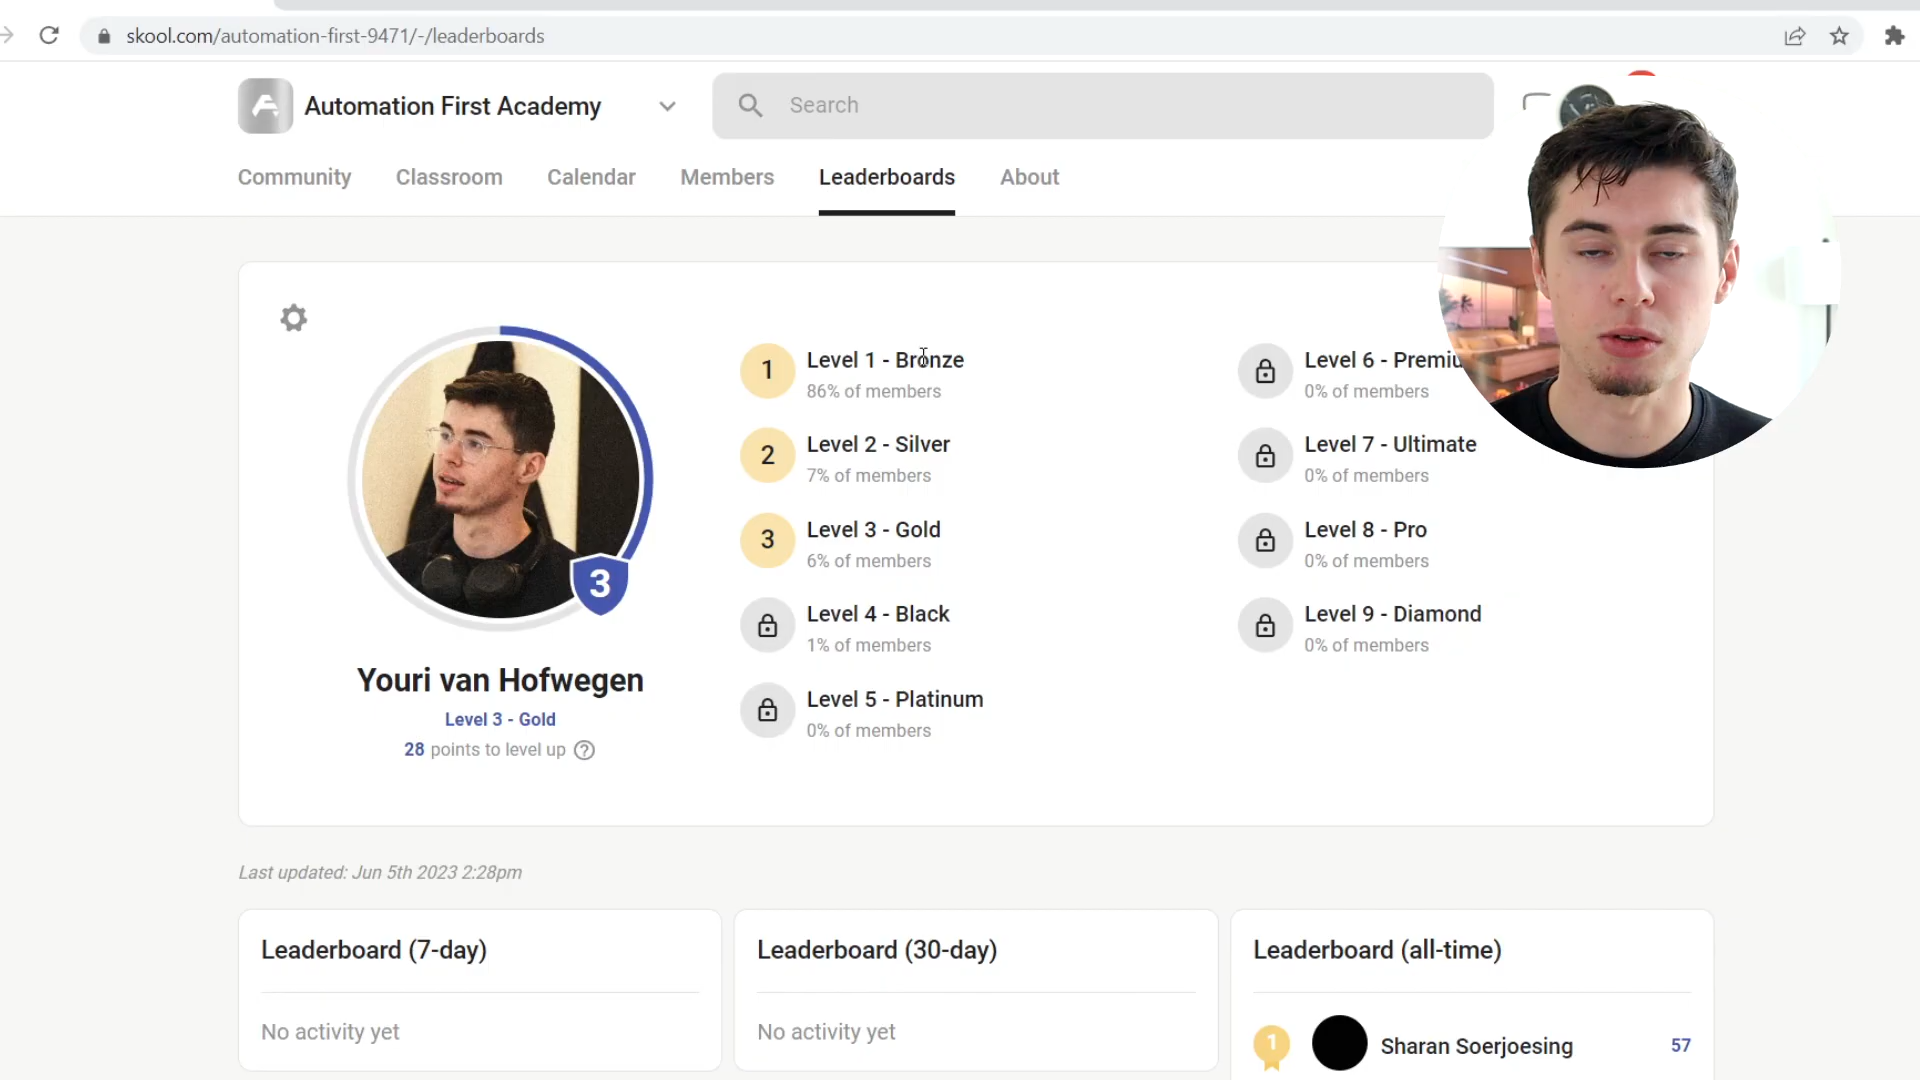 skool.com/automation-first-9471/-/leaderboards
Automation First Academy
Search
Community Classroom Calendar Members Leaderboards About
1
Level 1 - Bronze
86% of members
2
Level 2 - Silver
7% of members
3
Level 3 - Gold
6% of members
Level 4 - Black
1% of members
Level 5 - Platinum
0% of members
Level 6 - Premiu
0% of members
Level 7 - Ultimate
0% of members
Level 8 - Pro
0% of members
Level 9 - Diamond
0% of members
3
Youri van Hofwegen
Level 3 - Gold
28 points to level up ?
Last updated: Jun 5th 2023 2:28pm
Leaderboard (7-day)
No activity yet
Leaderboard (30-day)
No activity yet
Leaderboard (all-time)
1 Sharan Soerjoesing 57